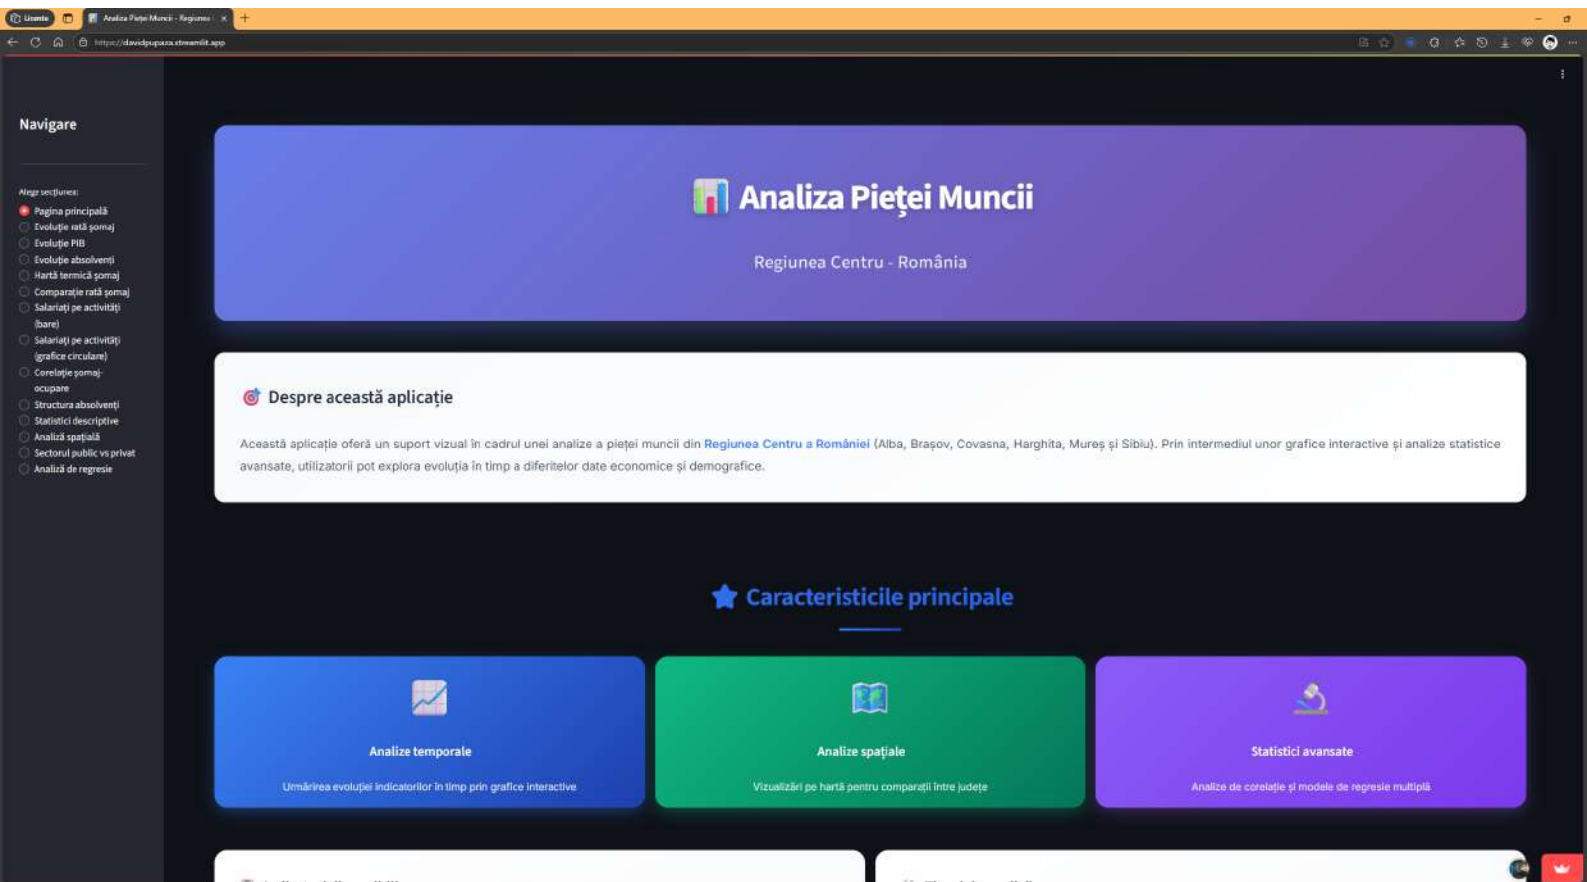 Licenta
Analiza Pieței Muncii - Regiunea
https://davidpupaza.streamlit.app
Navigare
Alege secțiunea:
Pagina principală
Evoluție rată șomaj
Evoluție PIB
Evoluție absolvenți
Hartă termică șomaj
Comparație rată șomaj
Salariați pe activități
(bare)
Salariați pe activități
(grafice circulare)
Corelație șomaj-
ocupare
Structura absolvenți
Statistici descriptive
Analiză spațială
Sectorul public vs privat
Analiză de regresie
Analiza Pieței Muncii
Regiunea Centru - România
Despre această aplicație
Această aplicație oferă un suport vizual în cadrul unei analize a pieței muncii din Regiunea Centru a României (Alba, Brașov, Covasna, Harghita, Mureș și Sibiu). Prin intermediul unor grafice interactive și analize statistice
avansate, utilizatorii pot explora evoluția în timp a diferitelor date economice și demografice.
Caracteristicile principale
Analize temporale
Urmărirea evoluției indicatorilor în timp prin grafice interactive
Analize spațiale
Vizualizări pe hartă pentru comparații între județe
Statistici avansate
Analize de corelație și modele de regresie multiplă